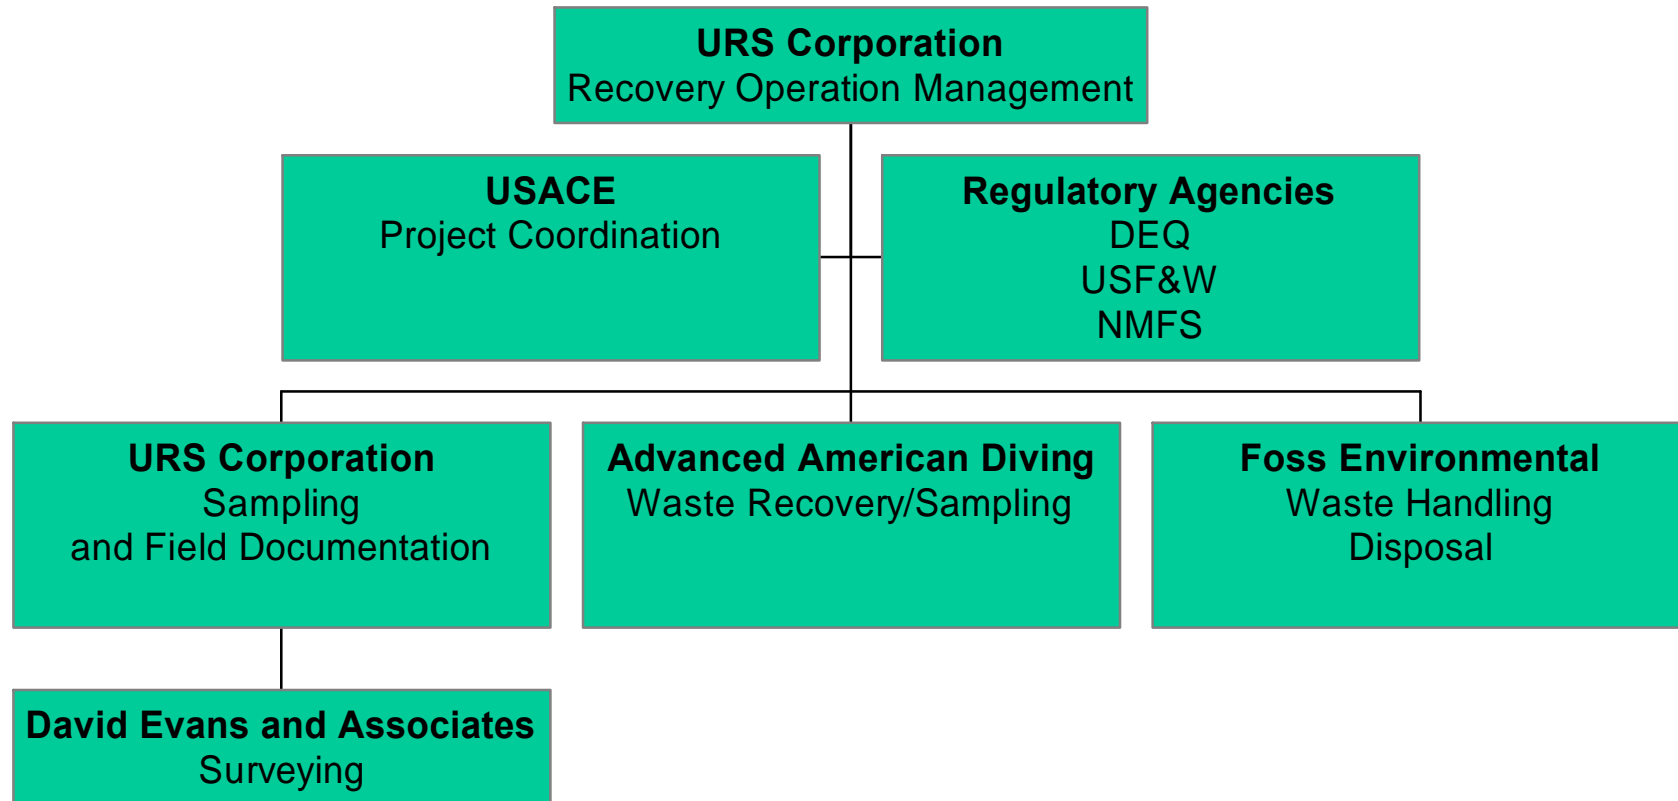 URS Corporation
Recovery Operation Management
USACE
Project Coordination
Regulatory Agencies
DEQ
USF&W
NMFS
URS Corporation
Sampling
and Field Documentation
Advanced American Diving
Waste Recovery/Sampling
Foss Environmental
Waste Handling
Disposal
David Evans and Associates
Surveying